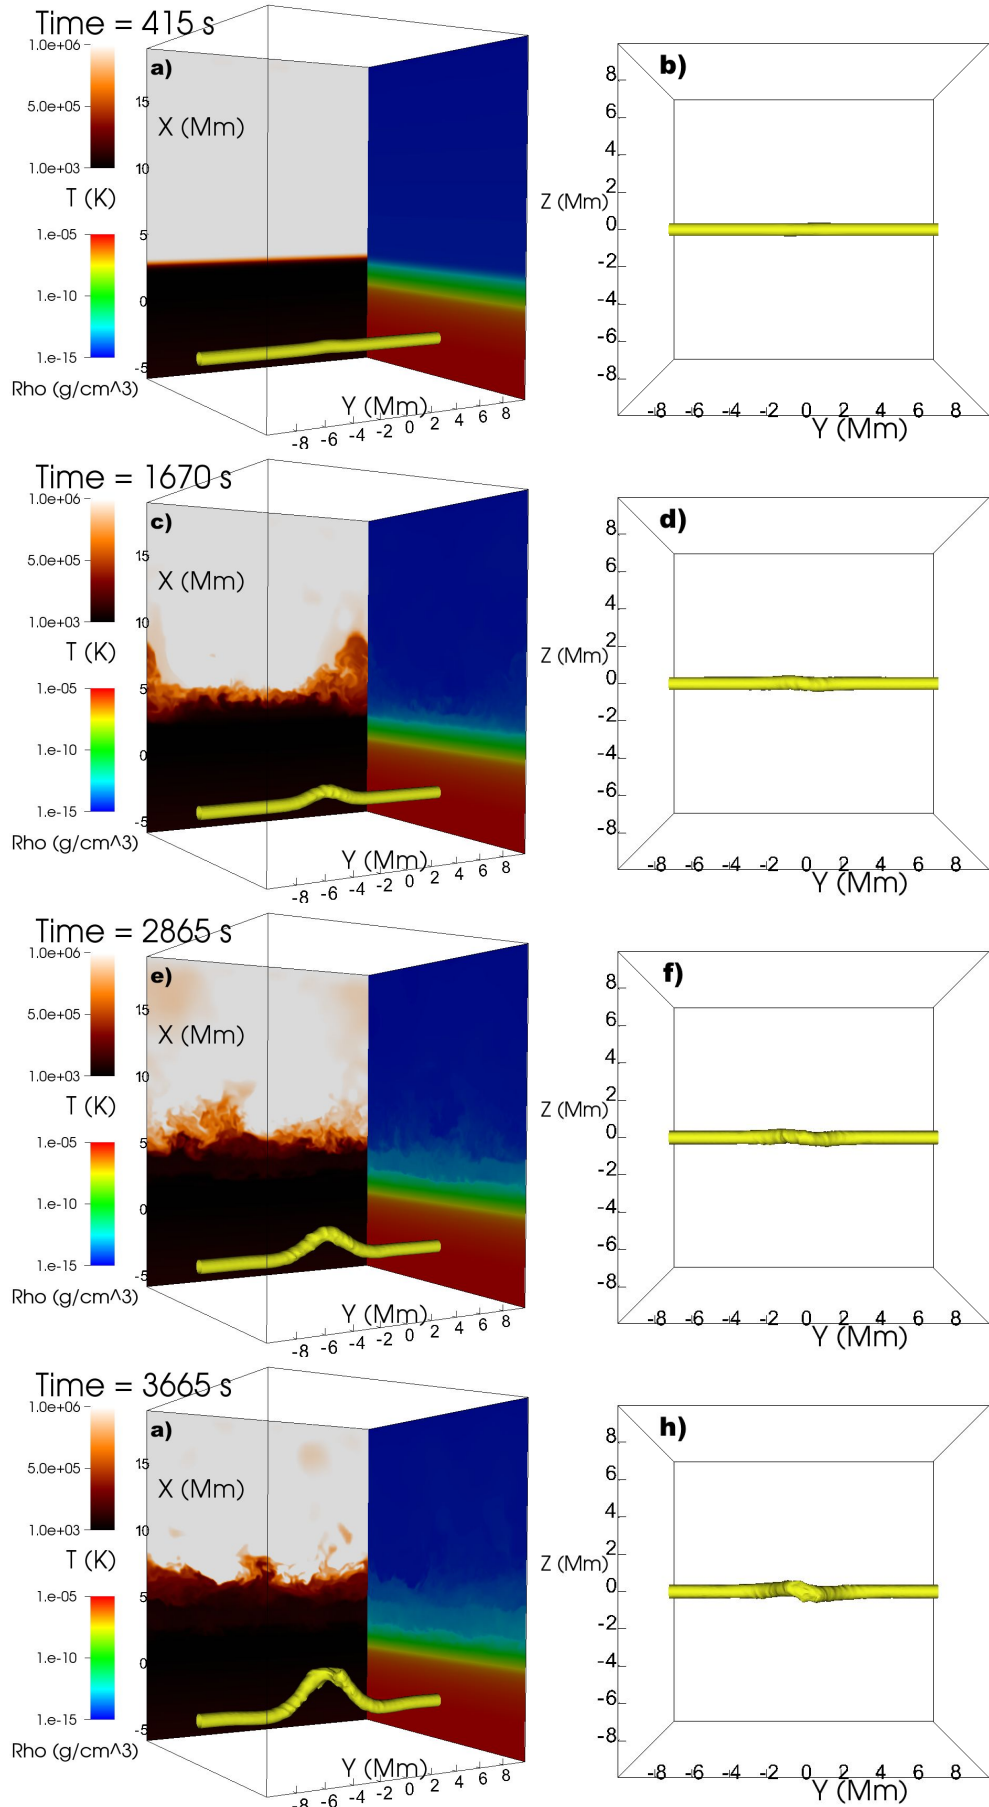 Time = 415 s
1.0e+06
5.0e+05
1.0e+03
T (K)
1.e-05
1.e-10
1.e-15
Rho (g/cm^3)
a)
15
X (Mm)
10
5
0
-5
Y (Mm)
-8 -6 -4 -2 0 2 4 6 8
b)
8
6
4
2
Z (Mm)
0
-2
-4
-6
-8
-8 -6 -4 -2 0 2 4 6 8
Y (Mm)
Time = 1670 s
1.0e+06
5.0e+05
1.0e+03
T (K)
1.e-05
1.e-10
1.e-15
Rho (g/cm^3)
c)
15
X (Mm)
10
5
0
-5
Y (Mm)
-8 -6 -4 -2 0 2 4 6 8
d)
8
6
4
2
Z (Mm)
0
-2
-4
-6
-8
-8 -6 -4 -2 0 2 4 6 8
Y (Mm)
Time = 2865 s
1.0e+06
5.0e+05
1.0e+03
T (K)
1.e-05
1.e-10
1.e-15
Rho (g/cm^3)
e)
15
X (Mm)
10
5
0
-5
Y (Mm)
-8 -6 -4 -2 0 2 4 6 8
f)
8
6
4
2
Z (Mm)
0
-2
-4
-6
-8
-8 -6 -4 -2 0 2 4 6 8
Y (Mm)
Time = 3665 s
1.0e+06
5.0e+05
1.0e+03
T (K)
1.e-05
1.e-10
1.e-15
Rho (g/cm^3)
a)
15
X (Mm)
10
5
0
-5
Y (Mm)
-8 -6 -4 -2 0 2 4 6 8
h)
8
6
4
2
Z (Mm)
0
-2
-4
-6
-8
-8 -6 -4 -2 0 2 4 6 8
Y (Mm)